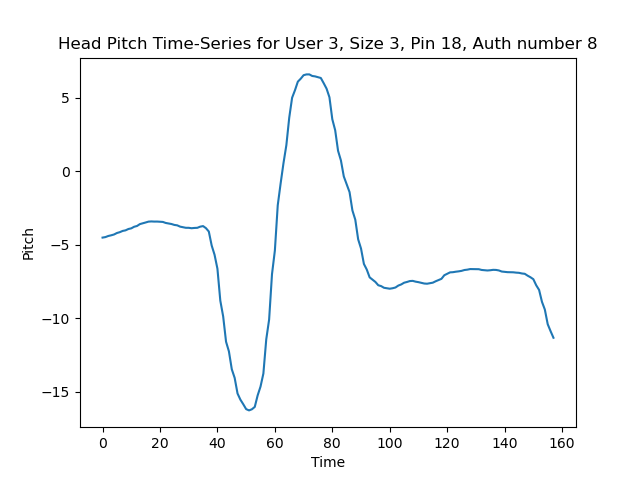 Head Pitch Time-Series for User 3, Size 3, Pin 18, Auth number 8
Pitch
5
0
−5
−10
−15
0 20 40 60 80 100 120 140 160
Time